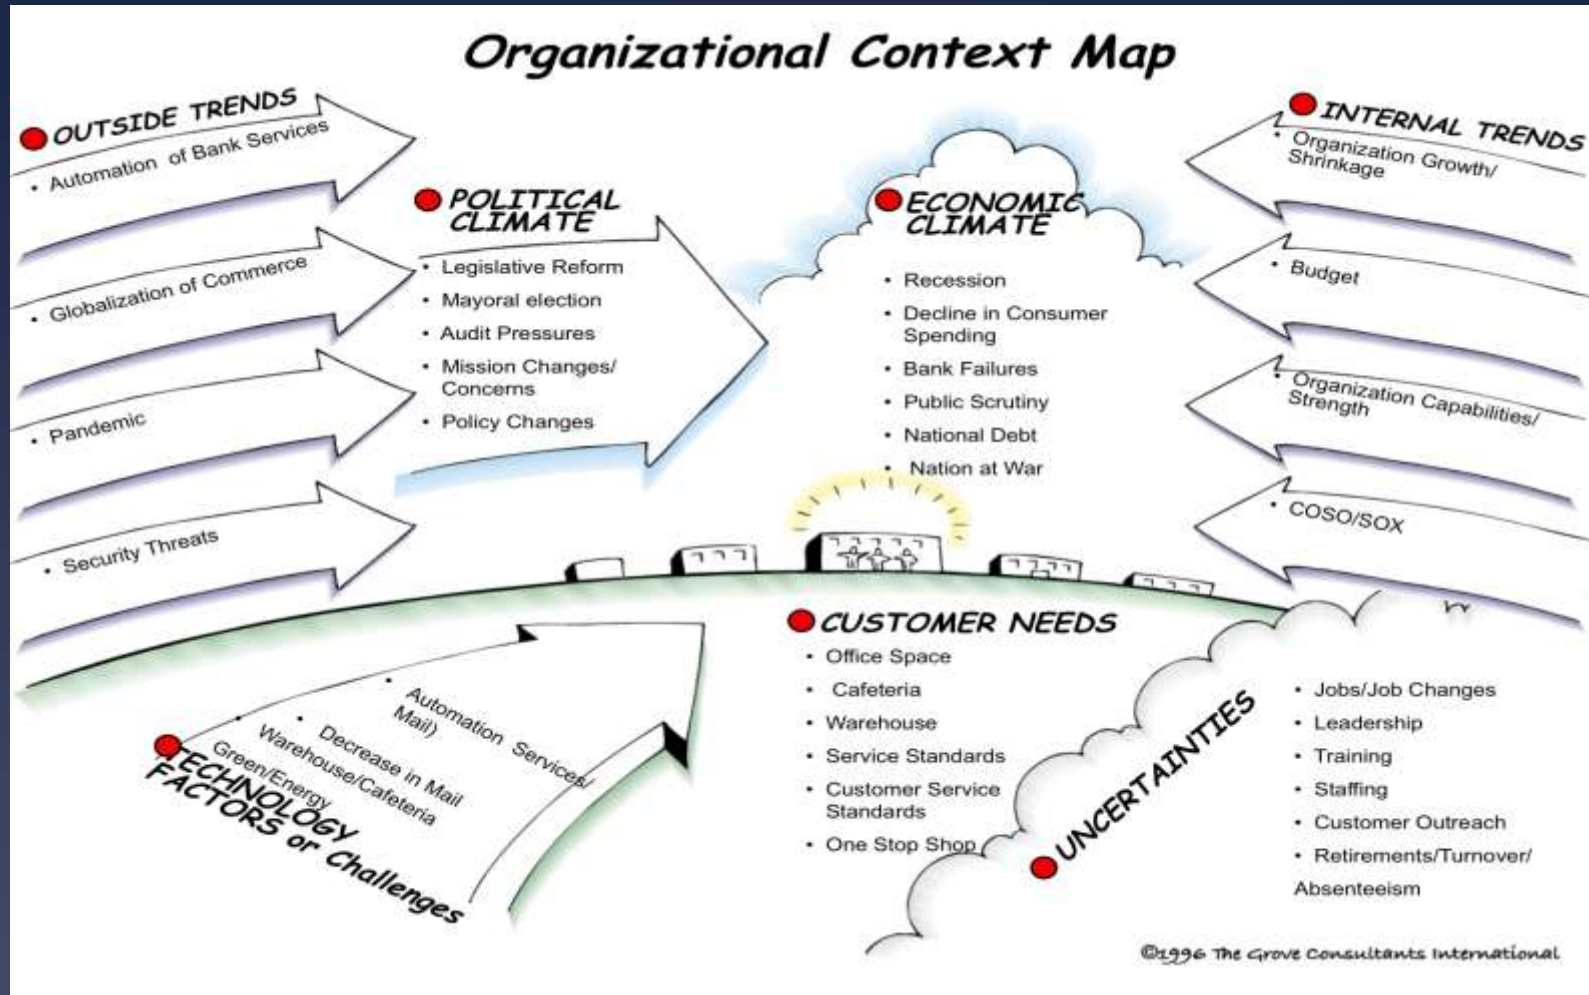 Organizational Context Map
OUTSIDE TRENDS
• Automation of Bank Services
• Globalization of Commerce
• Pandemic
• Security Threats
POLITICAL
CLIMATE
• Legislative Reform
• Mayoral election
• Audit Pressures
• Mission Changes/
Concerns
• Policy Changes
ECONOMIC
CLIMATE
• Recession
• Decline in Consumer
Spending
• Bank Failures
• Public Scrutiny
• National Debt
• Nation at War
INTERNAL TRENDS
• Organization Growth/
Shrinkage
• Budget
• Organization Capabilities/
Strength
• COSO/SOX
TECHNOLOGY
FACTORS or Challenges
• Automation Services/
Mail)
• Decrease in Mail
• Warehouse/Cafeteria
Green/Energy
CUSTOMER NEEDS
• Office Space
• Cafeteria
• Warehouse
• Service Standards
• Customer Service
Standards
• One Stop Shop
UNCERTAINTIES
• Jobs/Job Changes
• Leadership
• Training
• Staffing
• Customer Outreach
• Retirements/Turnover/
Absenteeism
©1996 The Grove Consultants International